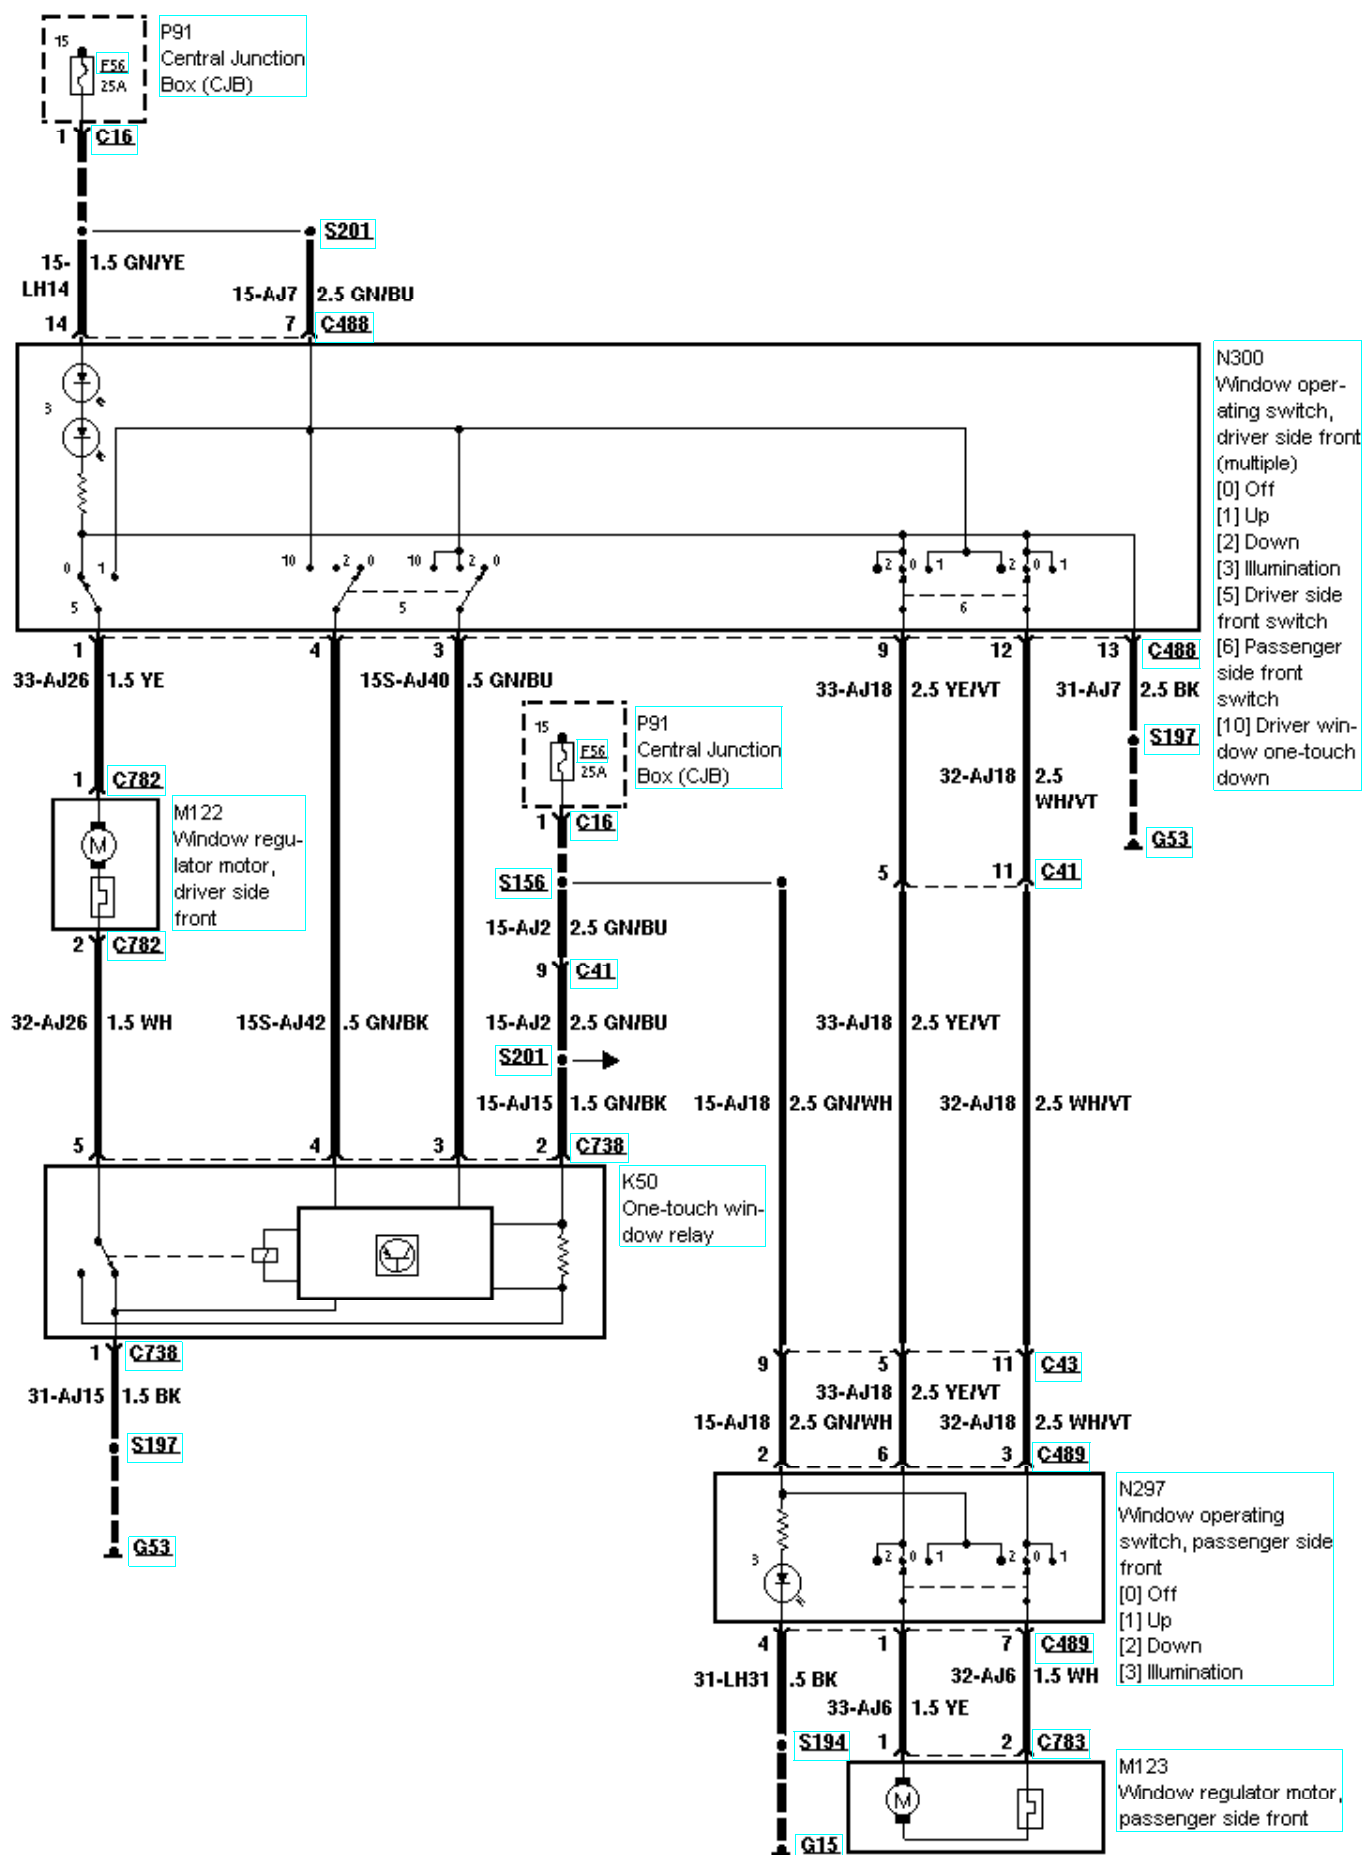 15
F56
25A
P91
Central Junction
Box (CJB)
1
C16
S201
15-
LH14
1.5 GN/YE
15-AJ7
2.5 GN/BU
14
7
C488
3
0
1
5
10
2
0
10
2
0
5
2
0
1
2
0
1
6
N300
Window oper-
ating switch,
driver side front
(multiple)
[0] Off
[1] Up
[2] Down
[3] Illumination
[5] Driver side
front switch
[6] Passenger
side front
switch
[10] Driver win-
dow one-touch
down
1
4
3
9
12
13
C488
33-AJ26
1.5 YE
15S-AJ40
.5 GN/BU
33-AJ18
2.5 YE/VT
31-AJ7
2.5 BK
15
F56
25A
P91
Central Junction
Box (CJB)
S197
32-AJ18
2.5
WH/VT
1
C782
M122
Window regu-
lator motor,
driver side
front
M
1
C16
G53
S156
5
11
C41
15-AJ2
2.5 GN/BU
2
C782
9
C41
32-AJ26
1.5 WH
15S-AJ42
.5 GN/BK
15-AJ2
2.5 GN/BU
33-AJ18
2.5 YE/VT
S201
15-AJ15
1.5 GN/BK
15-AJ18
2.5 GN/WH
32-AJ18
2.5 WH/VT
5
4
3
2
C738
K50
One-touch win-
dow relay
1
C738
9
5
11
C43
31-AJ15
1.5 BK
33-AJ18
2.5 YE/VT
15-AJ18
2.5 GN/WH
32-AJ18
2.5 WH/VT
S197
2
6
3
C489
G53
3
2
0
1
2
0
1
N297
Window operating
switch, passenger side
front
[0] Off
[1] Up
[2] Down
[3] Illumination
4
1
7
C489
31-LH31
.5 BK
32-AJ6
1.5 WH
33-AJ6
1.5 YE
S194
1
2
C783
M
M123
Window regulator motor,
passenger side front
G15